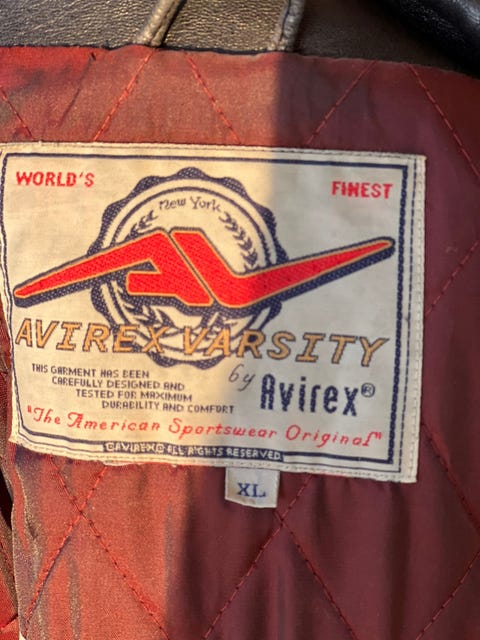 WORLD'S FINEST
New York
AVIREX VARSITY
by Avirex®
THIS GARMENT HAS BEEN
CAREFULLY DESIGNED AND
TESTED FOR MAXIMUM
DURABILITY AND COMFORT
"The American Sportswear Original"
©AVIREX© ALL RIGHTS RESERVED
XL